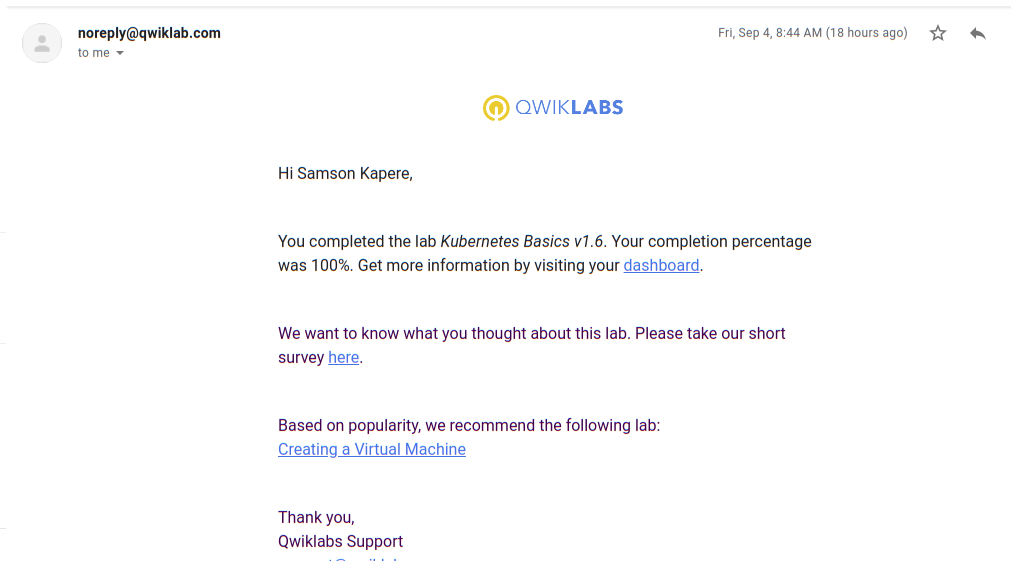 noreply@qwiklab.com
Fri, Sep 4, 8:44 AM (18 hours ago)
to me
QWIKLABS
Hi Samson Kapere,
You completed the lab Kubernetes Basics v1.6. Your completion percentage
was 100%. Get more information by visiting your dashboard.
We want to know what you thought about this lab. Please take our short
survey here.
Based on popularity, we recommend the following lab:
Creating a Virtual Machine
Thank you,
Qwiklabs Support